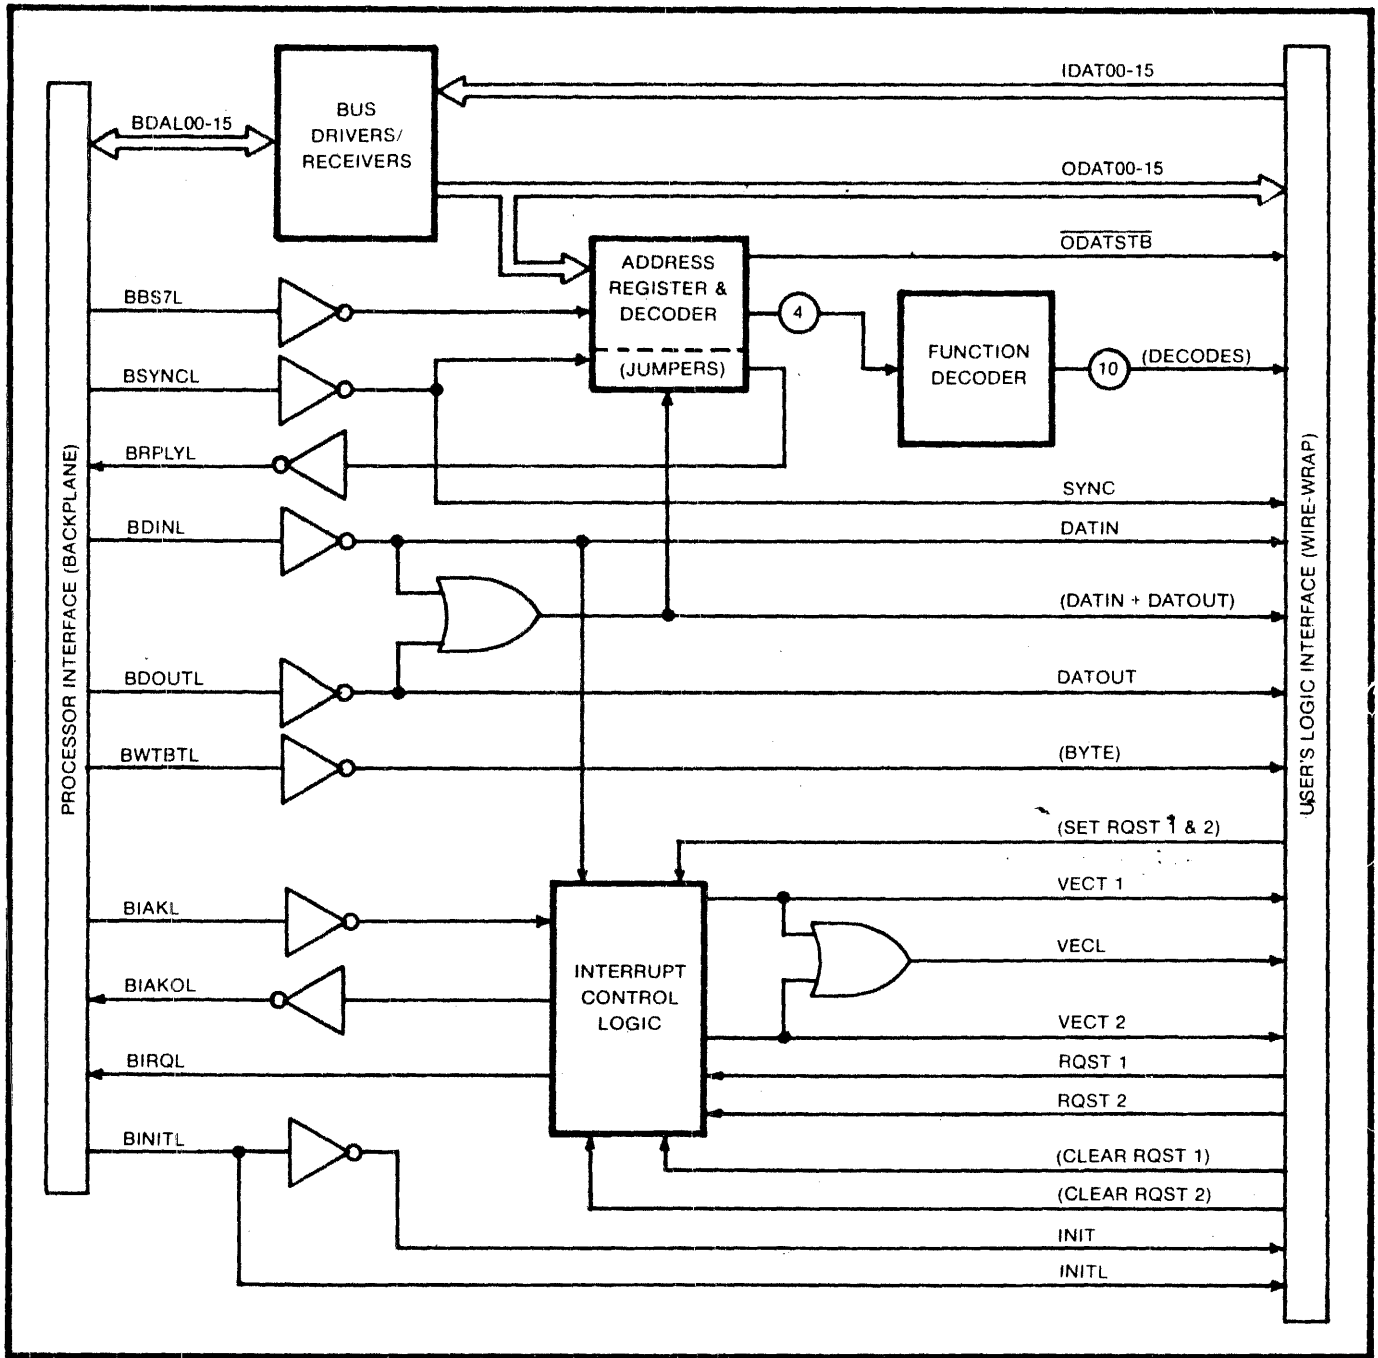 IDAT00-15
BUS
DRIVERS/
RECEIVERS
BDAL00-15
ODAT00-15
ODATSTB
ADDRESS
REGISTER &
DECODER
(JUMPERS)
BBS7L
4
FUNCTION
DECODER
10
(DECODES)
BSYNCL
BRPLYL
SYNC
BDINL
DATIN
(DATIN + DATOUT)
BDOUTL
DATOUT
BWTBTL
(BYTE)
PROCESSOR INTERFACE (BACKPLANE)
USER'S LOGIC INTERFACE (WIRE-WRAP)
(SET RQST 1 & 2)
VECT 1
BIAKL
VECL
INTERRUPT
CONTROL
LOGIC
BIAKOL
VECT 2
BIRQL
RQST 1
RQST 2
BINITL
(CLEAR RQST 1)
(CLEAR RQST 2)
INIT
INITL